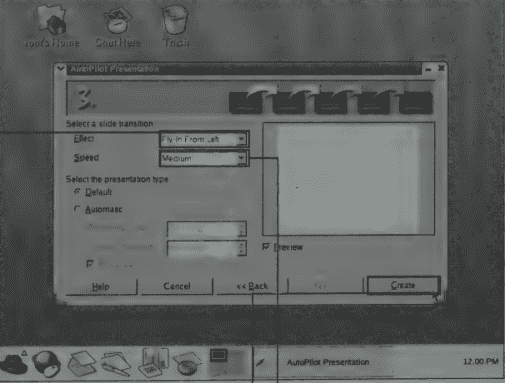 root's Home Start Here Trash
AutoPilot Presentation
3.
Select a slide transition
Effect Fly In From Left
Speed Medium
Select the presentation type
Default
Automatic
Preview
Help Cancel << Back Create
AutoPilot Presentation 12:00 PM